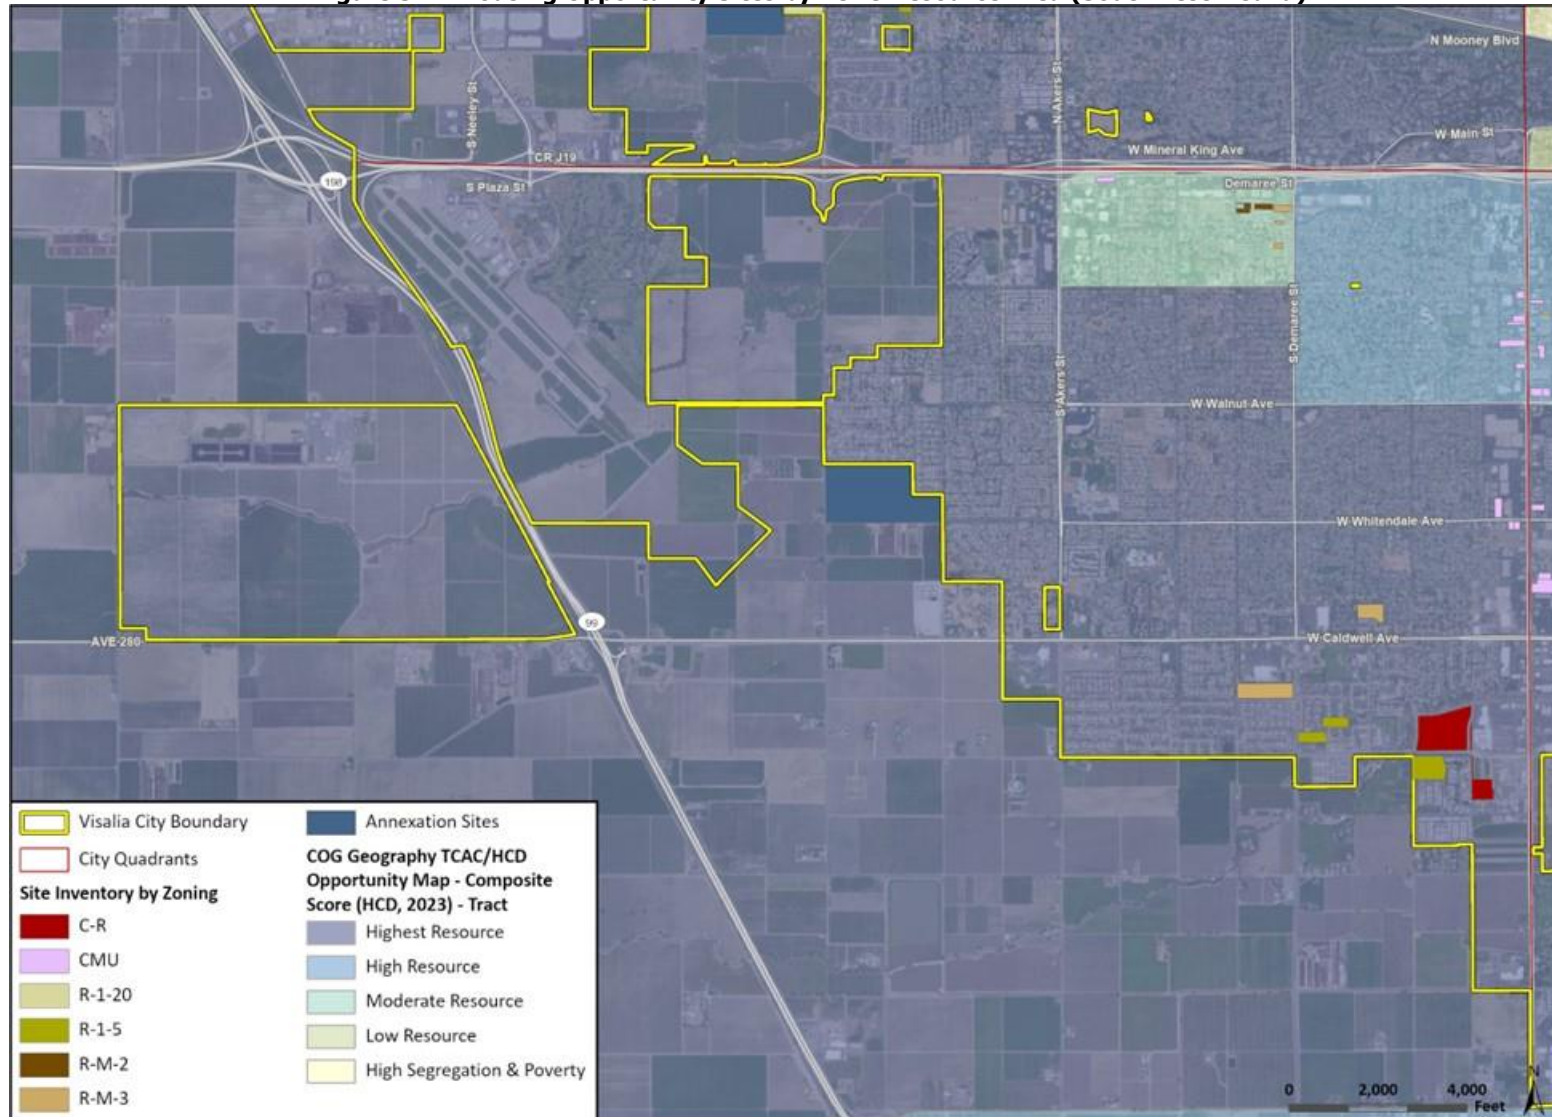 N Mooney Blvd
N Akers St
S Neeley St
W Main St
W Mineral King Ave
CR J19
198
S Plaza St
Demaree St
S Demaree St
S Akers St
W Walnut Ave
W Whitendale Ave
99
AVE 280
W Caldwell Ave
Visalia City Boundary
City Quadrants
Site Inventory by Zoning
C-R
CMU
R-1-20
R-1-5
R-M-2
R-M-3
Annexation Sites
COG Geography TCAC/HCD
Opportunity Map - Composite
Score (HCD, 2023) - Tract
Highest Resource
High Resource
Moderate Resource
Low Resource
High Segregation & Poverty
0 2,000 4,000
Feet
N